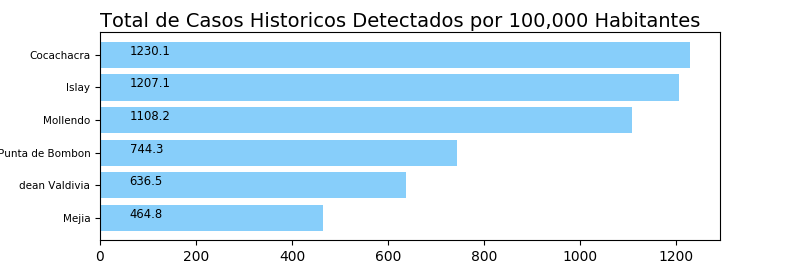 Total de Casos Historicos Detectados por 100,000 Habitantes
Cocachacra 1230.1
Islay 1207.1
Mollendo 1108.2
Punta de Bombon 744.3
dean Valdivia 636.5
Mejia 464.8
0 200 400 600 800 1000 1200